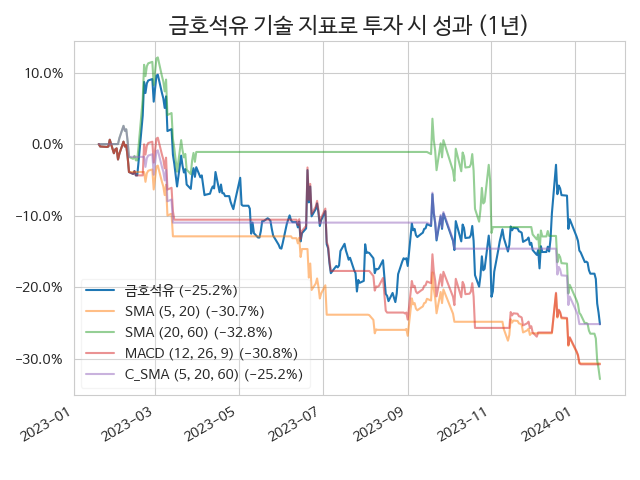 금호석유 기술 지표로 투자 시 성과 (1년)
10.0%
0.0%
−10.0%
−20.0%
−30.0%
금호석유 (−25.2%)
SMA (5, 20) (−30.7%)
SMA (20, 60) (−32.8%)
MACD (12, 26, 9) (−30.8%)
C_SMA (5, 20, 60) (−25.2%)
2023−01
2023−03
2023−05
2023−07
2023−09
2023−11
2024−01